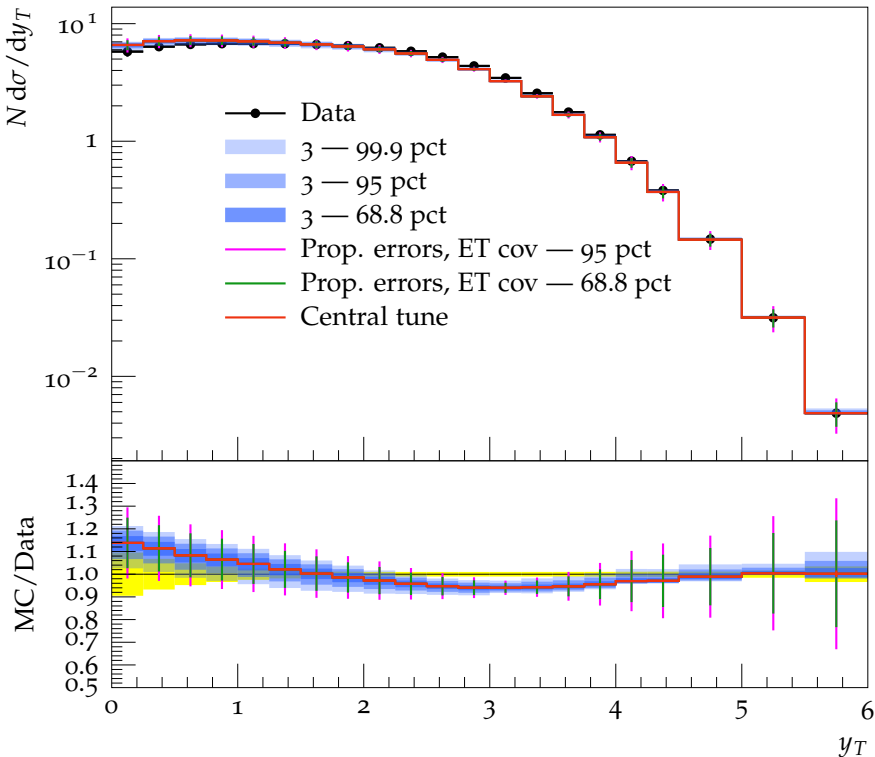 N dσ/dy_T
10¹
1
10⁻¹
10⁻²
Data
3 — 99.9 pct
3 — 95 pct
3 — 68.8 pct
Prop. errors, ET cov — 95 pct
Prop. errors, ET cov — 68.8 pct
Central tune
MC/Data
1.4
1.3
1.2
1.1
1.0
0.9
0.8
0.7
0.6
0.5
0 1 2 3 4 5 6
y_T